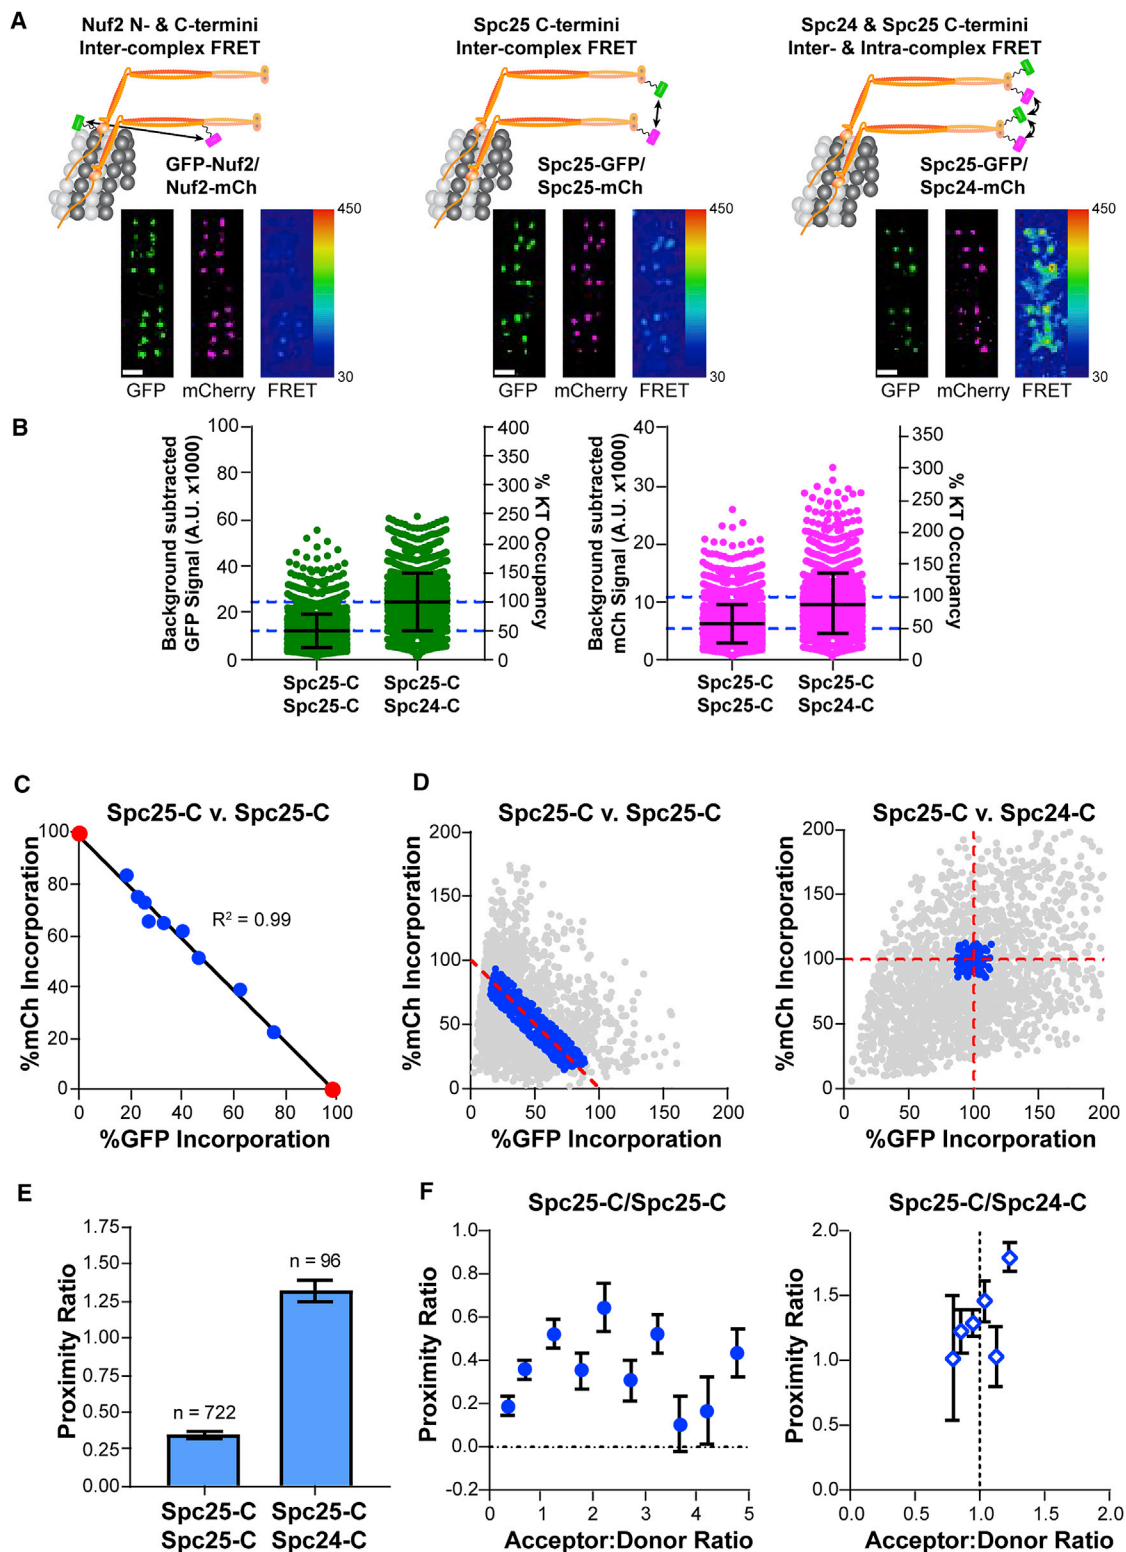 A
Nuf2 N- & C-termini
Inter-complex FRET
GFP-Nuf2/
Nuf2-mCh
450
30
GFP
mCherry
FRET
Spc25 C-termini
Inter-complex FRET
Spc25-GFP/
Spc25-mCh
450
30
GFP
mCherry
FRET
Spc24 & Spc25 C-termini
Inter- & Intra-complex FRET
Spc25-GFP/
Spc24-mCh
450
30
GFP
mCherry
FRET
B
Background subtracted
GFP Signal (A.U. x1000)
100
80
60
40
20
0
400
350
300
250
200
150
100
50
0
% KT Occupancy
Spc25-C
Spc25-C
Spc25-C
Spc24-C
Background subtracted
mCh Signal (A.U. x1000)
40
30
20
10
0
350
300
250
200
150
100
50
0
% KT Occupancy
Spc25-C
Spc25-C
Spc25-C
Spc24-C
C
Spc25-C v. Spc25-C
%mCh Incorporation
100
80
60
40
20
0
R² = 0.99
0 20 40 60 80 100
%GFP Incorporation
D
Spc25-C v. Spc25-C
%mCh Incorporation
200
150
100
50
0
0 50 100 150 200
%GFP Incorporation
Spc25-C v. Spc24-C
%mCh Incorporation
200
150
100
50
0
0 50 100 150 200
%GFP Incorporation
E
Proximity Ratio
1.75
1.50
1.25
1.00
0.75
0.50
0.25
0.00
n = 722
n = 96
Spc25-C
Spc25-C
Spc25-C
Spc24-C
F
Spc25-C/Spc25-C
Proximity Ratio
1.0
0.8
0.6
0.4
0.2
0.0
-0.2
0 1 2 3 4 5
Acceptor:Donor Ratio
Spc25-C/Spc24-C
Proximity Ratio
2.0
1.5
1.0
0.5
0.0
0.0 0.5 1.0 1.5 2.0
Acceptor:Donor Ratio